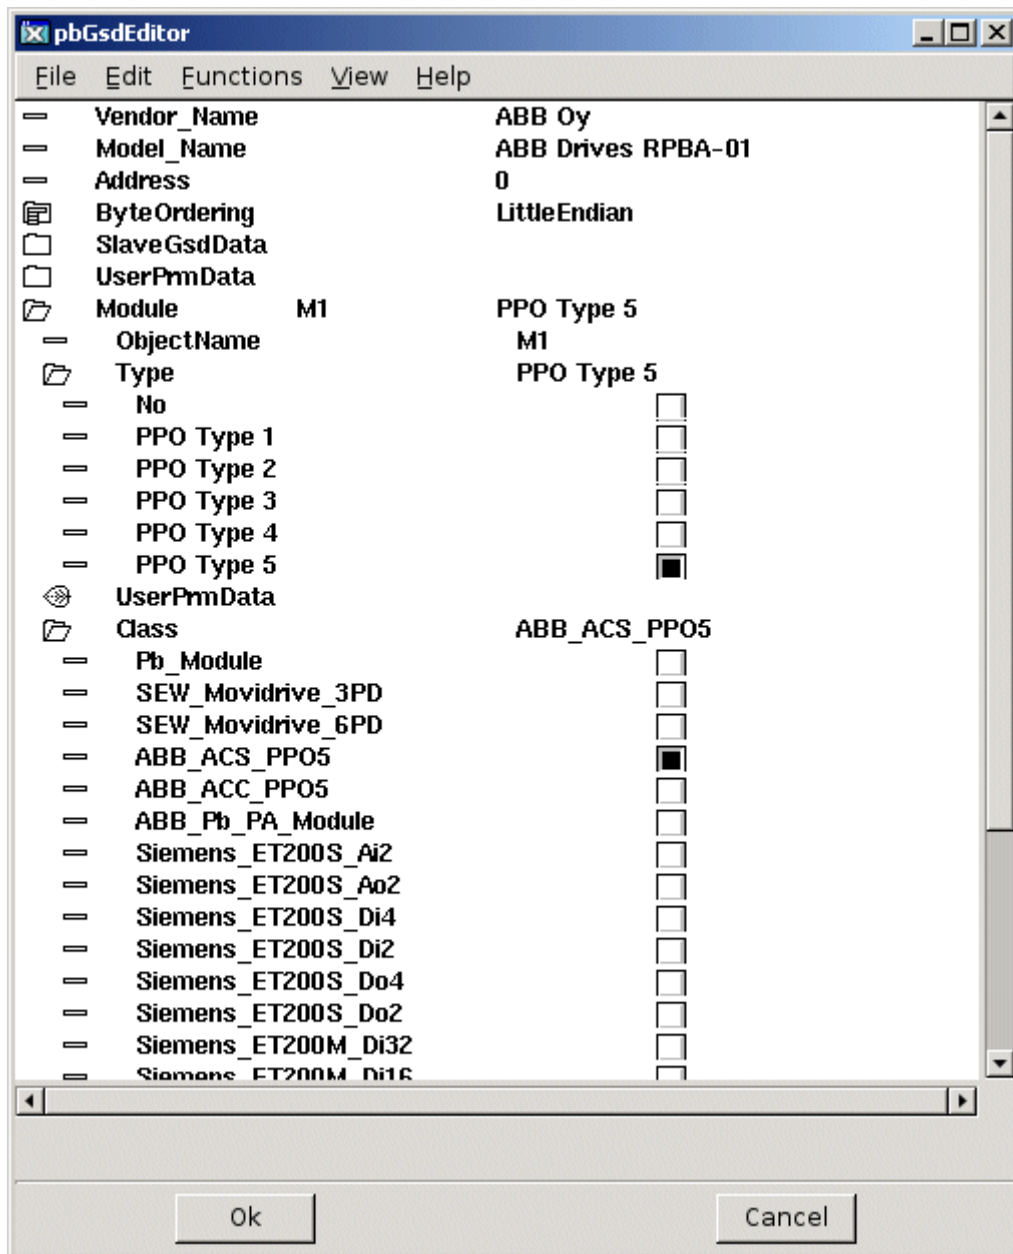 pbGsdEditor
File Edit Functions View Help
Vendor_Name ABB Oy
Model_Name ABB Drives RPBA-01
Address 0
ByteOrdering LittleEndian
SlaveGsdData
UserPrmData
Module M1 PPO Type 5
ObjectName M1
Type PPO Type 5
No
PPO Type 1
PPO Type 2
PPO Type 3
PPO Type 4
PPO Type 5
UserPrmData
Class ABB_ACS_PPO5
Pb_Module
SEW_Movidrive_3PD
SEW_Movidrive_6PD
ABB_ACS_PPO5
ABB_ACC_PPO5
ABB_Pb_PA_Module
Siemens_ET200S_Ai2
Siemens_ET200S_Ao2
Siemens_ET200S_Di4
Siemens_ET200S_Di2
Siemens_ET200S_Do4
Siemens_ET200S_Do2
Siemens_ET200M_Di32
Siemens_ET200M_Di16
Ok Cancel